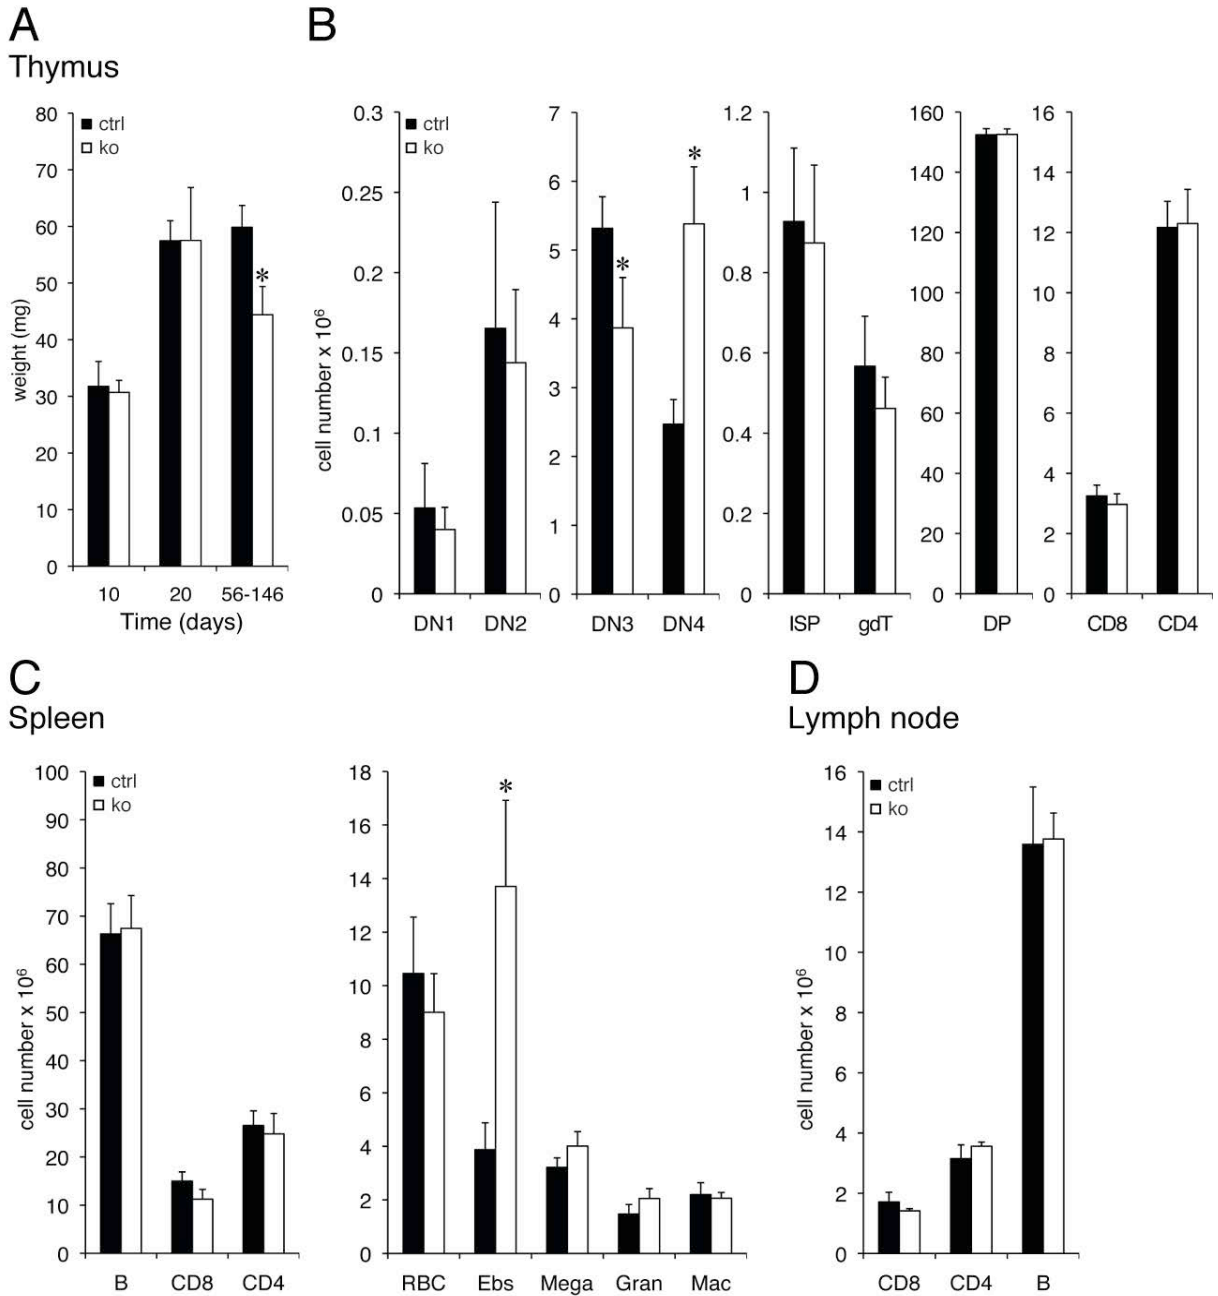 A
Thymus
ctrl
ko
80
70
60
50
40
30
20
10
0
weight (mg)
*
10 20 56-146
Time (days)
B
ctrl
ko
cell number x 10⁶
0.3
0.25
0.2
0.15
0.1
0.05
0
DN1 DN2
7
6
5
4
3
2
1
0
* *
DN3 DN4
1.2
1
0.8
0.6
0.4
0.2
0
ISP gdT
160
140
120
100
80
60
40
20
0
DP
16
14
12
10
8
6
4
2
0
CD8 CD4
C
Spleen
ctrl
ko
cell number x 10⁶
100
90
80
70
60
50
40
30
20
10
0
B CD8 CD4
18
16
14
12
10
8
6
4
2
0
*
RBC Ebs Mega Gran Mac
D
Lymph node
ctrl
ko
cell number x 10⁶
16
14
12
10
8
6
4
2
0
CD8 CD4 B